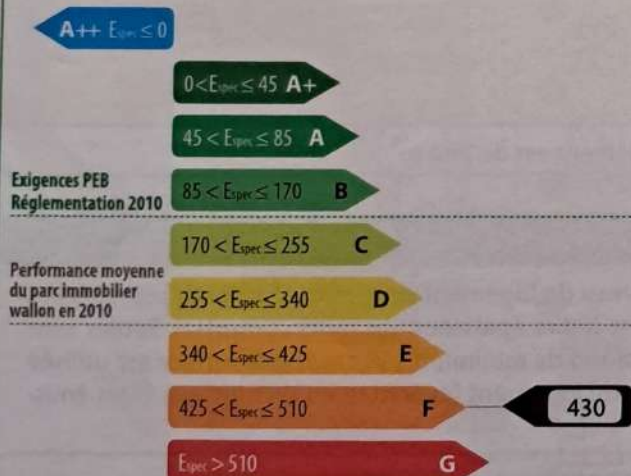 A++ Espec ≤ 0
0 < Espec ≤ 45 A+
45 < Espec ≤ 85 A
Exigences PEB
Réglementation 2010
85 < Espec ≤ 170 B
170 < Espec ≤ 255 C
Performance moyenne
du parc immobilier
wallon en 2010
255 < Espec ≤ 340 D
340 < Espec ≤ 425 E
425 < Espec ≤ 510 F
430
Espec > 510 G